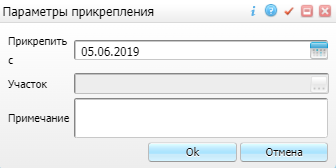 Параметры прикрепления
Прикрепить с
05.06.2019
Участок
...
Примечание
Ok Отмена